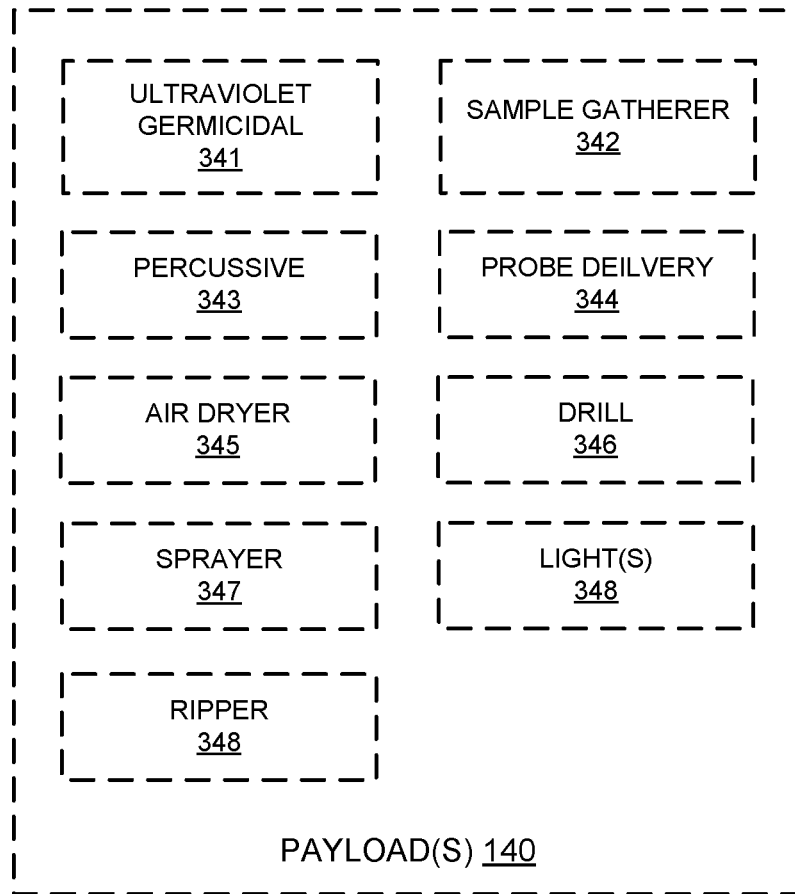 ULTRAVIOLET
GERMICIDAL
341
SAMPLE GATHERER
342
PERCUSSIVE
343
PROBE DEILVERY
344
AIR DRYER
345
DRILL
346
SPRAYER
347
LIGHT(S)
348
RIPPER
348
PAYLOAD(S) 140